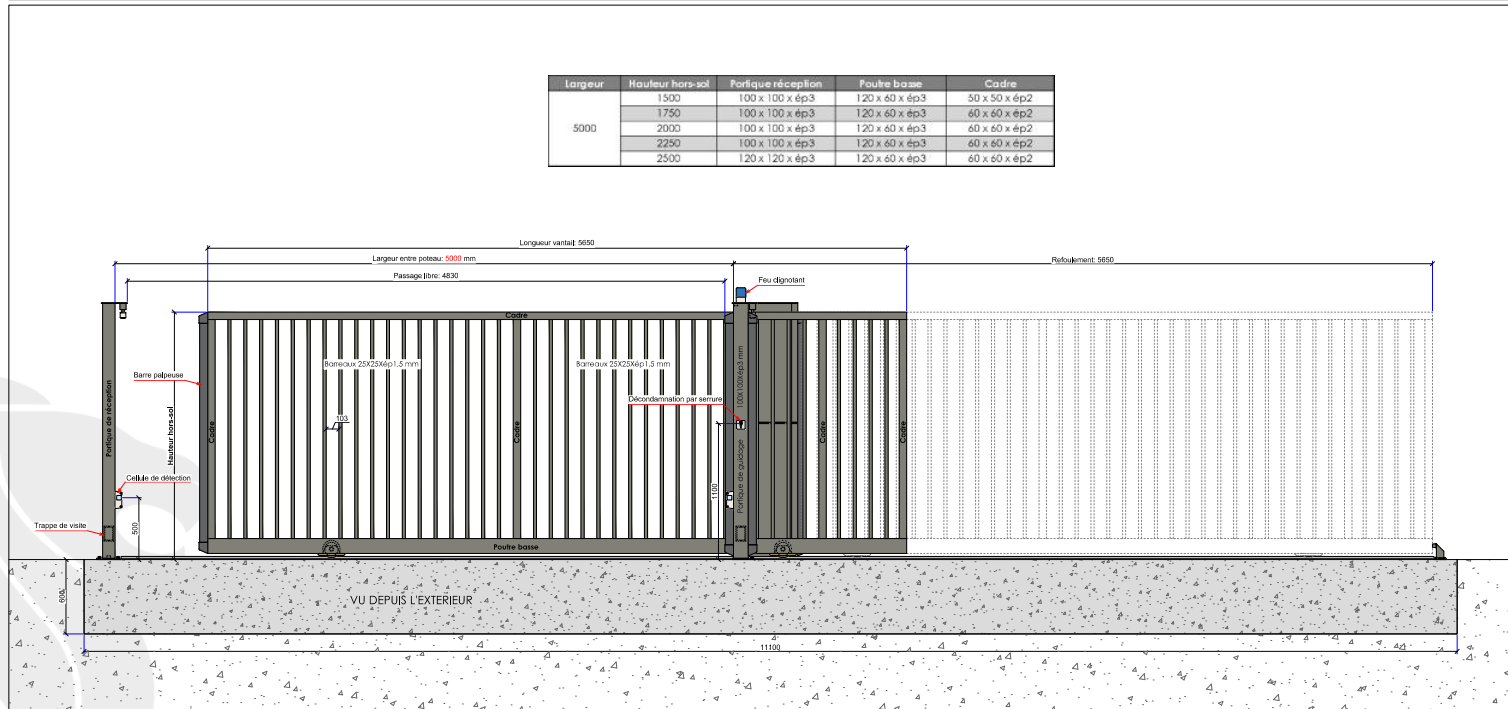 Largeur Hauteur hors-sol Portique réception Poutre basse Cadre
5000
1500 100 x 100 x ép3 120 x 60 x ép3 50 x 50 x ép2
1750 100 x 100 x ép3 120 x 60 x ép3 60 x 60 x ép2
2000 100 x 100 x ép3 120 x 60 x ép3 60 x 60 x ép2
2250 100 x 100 x ép3 120 x 60 x ép3 60 x 60 x ép2
2500 120 x 120 x ép3 120 x 60 x ép3 60 x 60 x ép2
Longueur vantail: 5650
Largeur entre poteau: 5000 mm
Refoulement: 5650
Passage libre: 4830
Feu clignotant
Cadre
Barreaux 25X25Xép1,5 mm
Barreaux 25X25Xép1,5 mm
Barre palpeuse
100X100Xép3 mm
Décondamnation par serrure
103
Portique de réception
Hauteur hors-sol
Cadre
Cadre
Cadre
Cadre
Portique de guidage
Cellule de détection
1100
500
Trappe de visite
Poutre basse
600
VU DEPUIS L'EXTERIEUR
11100